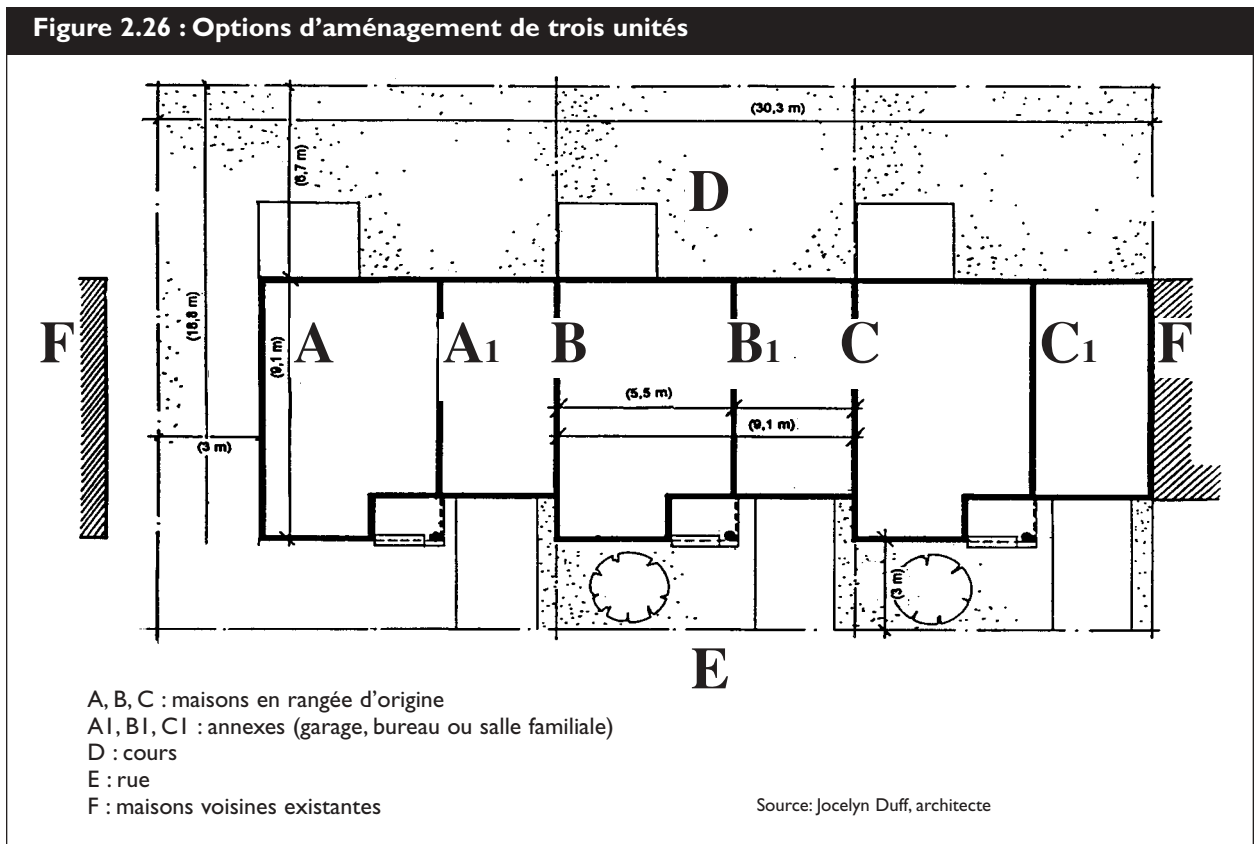 Figure 2.26 : Options d’aménagement de trois unités
(30,3 m)
(6,7 m)
D
(18,8 m)
F
A
A1
B
B1
C
C1
F
(9,1 m)
(5,5 m)
(9,1 m)
(3 m)
(3 m)
E
A, B, C : maisons en rangée d’origine
A1, B1, C1 : annexes (garage, bureau ou salle familiale)
D : cours
E : rue
F : maisons voisines existantes
Source: Jocelyn Duff, architecte